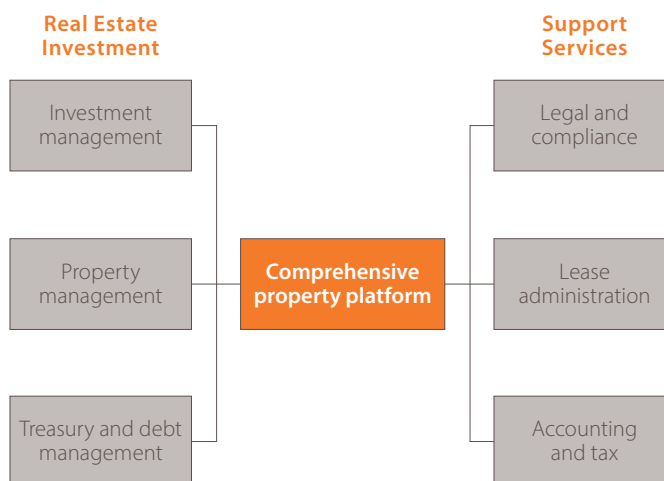 Real Estate
Investment
Support
Services
Investment
management
Legal and
compliance
Property
management
Comprehensive
property platform
Lease
administration
Treasury and debt
management
Accounting
and tax